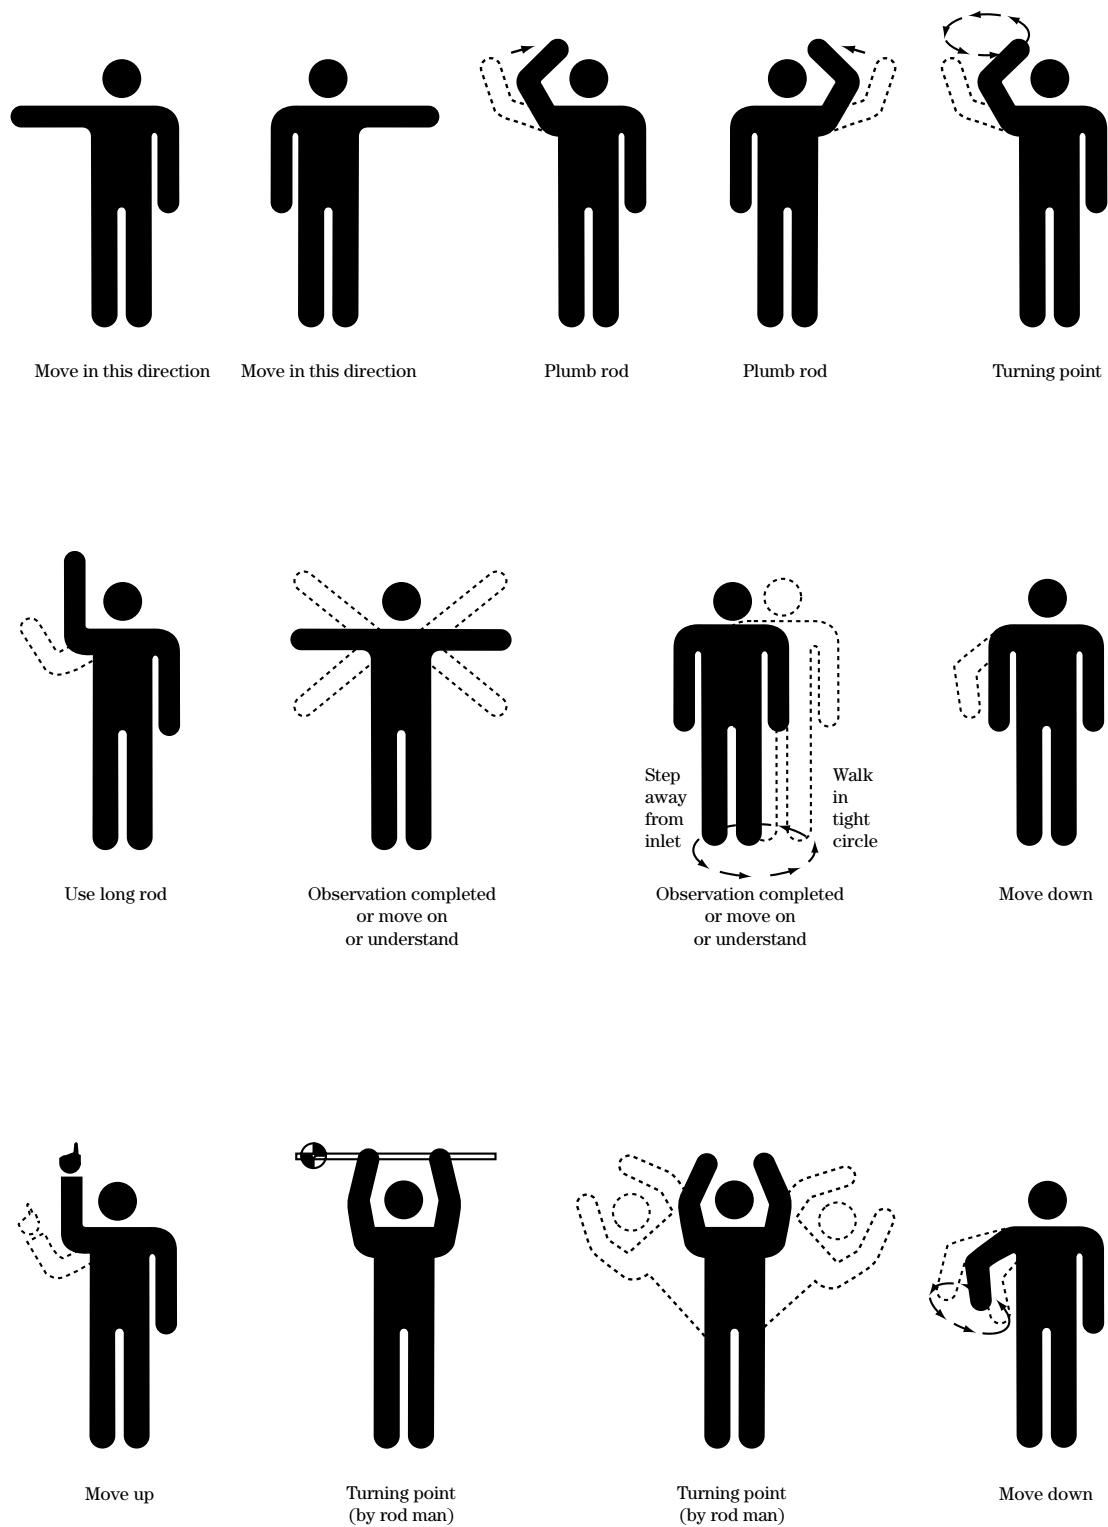 Move in this direction
Move in this direction
Plumb rod
Plumb rod
Turning point
Step
away
from
inlet
Walk
in
tight
circle
Use long rod
Observation completed
or move on
or understand
Observation completed
or move on
or understand
Move down
Move up
Turning point
(by rod man)
Turning point
(by rod man)
Move down